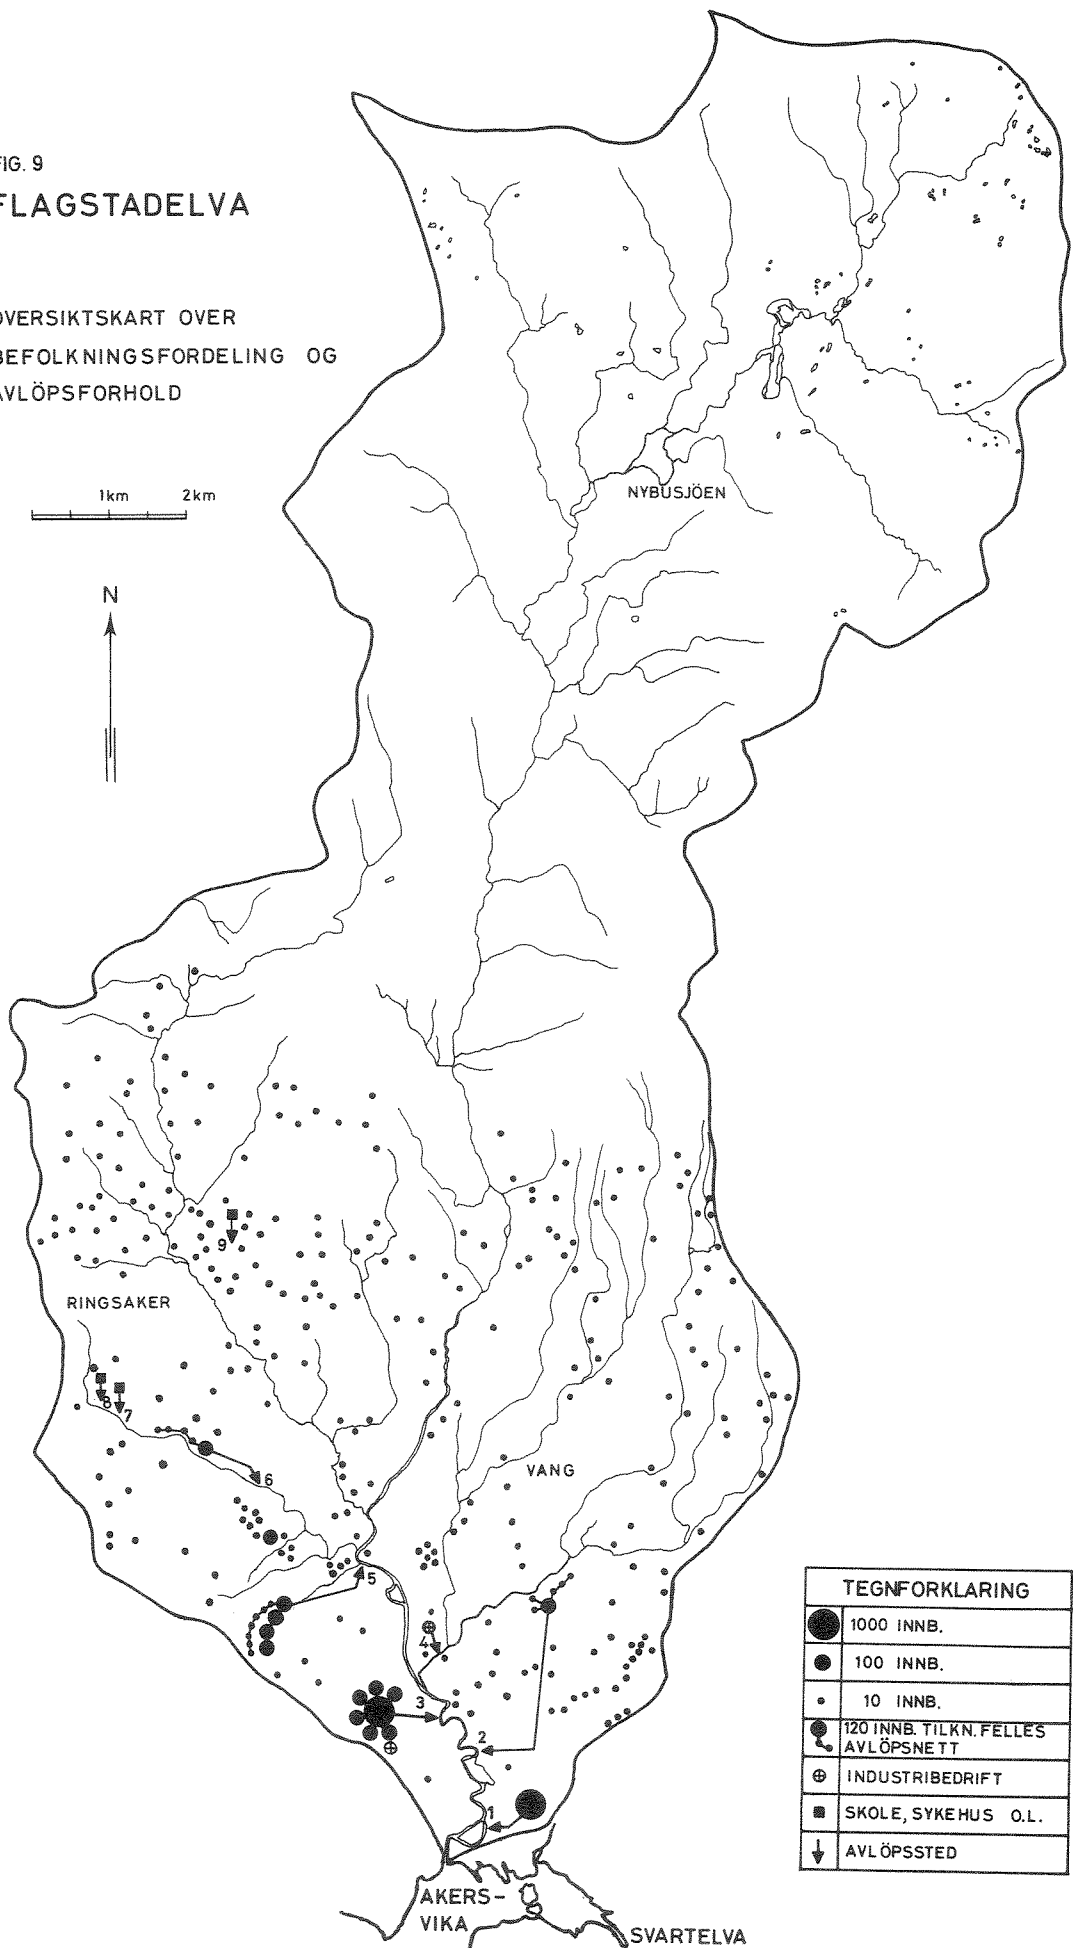 FIG. 9
FLAGSTADELVA
OVERSIKTSKART OVER
BEFOLKNINGSFORDELING OG
AVLÖPSFORHOLD
1km 2km
N
NYBUSJÖEN
9
RINGSAKER
8
7
6
VANG
5
4
3
2
1
AKERS-
VIKA
SVARTELVA
TEGNFORKLARING
1000 INNB.
100 INNB.
10 INNB.
120 INNB. TILKN. FELLES
AVLÖPSNETT
INDUSTRIBEDRIFT
SKOLE, SYKEHUS O.L.
AVLÖPSSTED